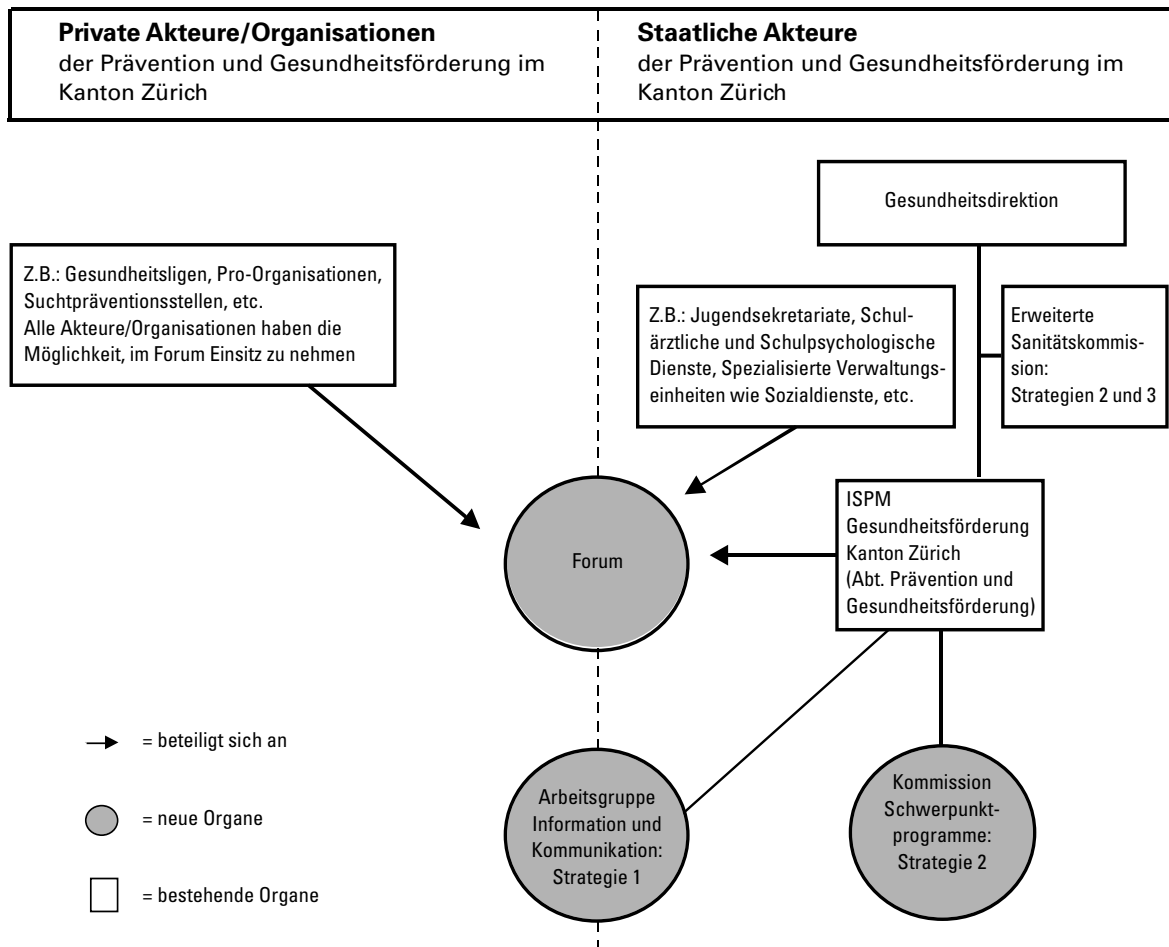 Private Akteure/Organisationen
der Prävention und Gesundheitsförderung im
Kanton Zürich
Staatliche Akteure
der Prävention und Gesundheitsförderung im
Kanton Zürich
Gesundheitsdirektion
Z.B.: Gesundheitsligen, Pro-Organisationen,
Suchtpräventionsstellen, etc.
Alle Akteure/Organisationen haben die
Möglichkeit, im Forum Einsitz zu nehmen
Z.B.: Jugendsekretariate, Schul-
ärztliche und Schulpsychologische
Dienste, Spezialisierte Verwaltungs-
einheiten wie Sozialdienste, etc.
Erweiterte
Sanitätskommis-
sion:
Strategien 2 und 3
Forum
ISPM
Gesundheitsförderung
Kanton Zürich
(Abt. Prävention und
Gesundheitsförderung)
= beteiligt sich an
= neue Organe
= bestehende Organe
Arbeitsgruppe
Information und
Kommunikation:
Strategie 1
Kommission
Schwerpunkt-
programme:
Strategie 2